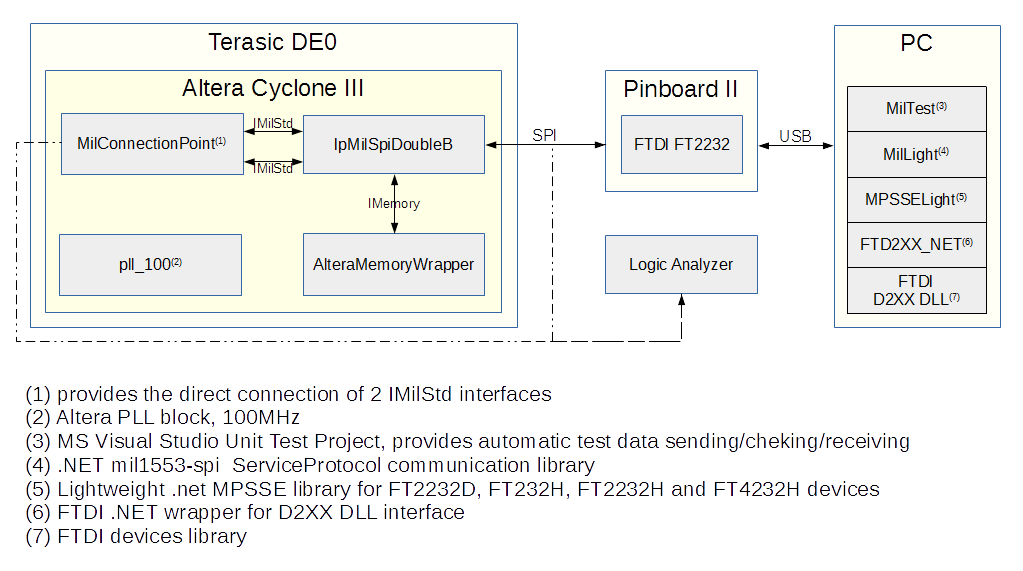 Terasic DE0
Altera Cyclone III
MilConnectionPoint(1)
IMilStd
IMilStd
IpMilSpiDoubleB
IMemory
pll_100(2)
AlteraMemoryWrapper
SPI
Pinboard II
FTDI FT2232
Logic Analyzer
USB
PC
MilTest(3)
MilLight(4)
MPSSELight(5)
FTD2XX_NET(6)
FTDI
D2XX DLL(7)
(1) provides the direct connection of 2 IMilStd interfaces
(2) Altera PLL block, 100MHz
(3) MS Visual Studio Unit Test Project, provides automatic test data sending/cheking/receiving
(4) .NET mil1553-spi  ServiceProtocol communication library
(5) Lightweight .net MPSSE library for FT2232D, FT232H, FT2232H and FT4232H devices
(6) FTDI .NET wrapper for D2XX DLL interface
(7) FTDI devices library